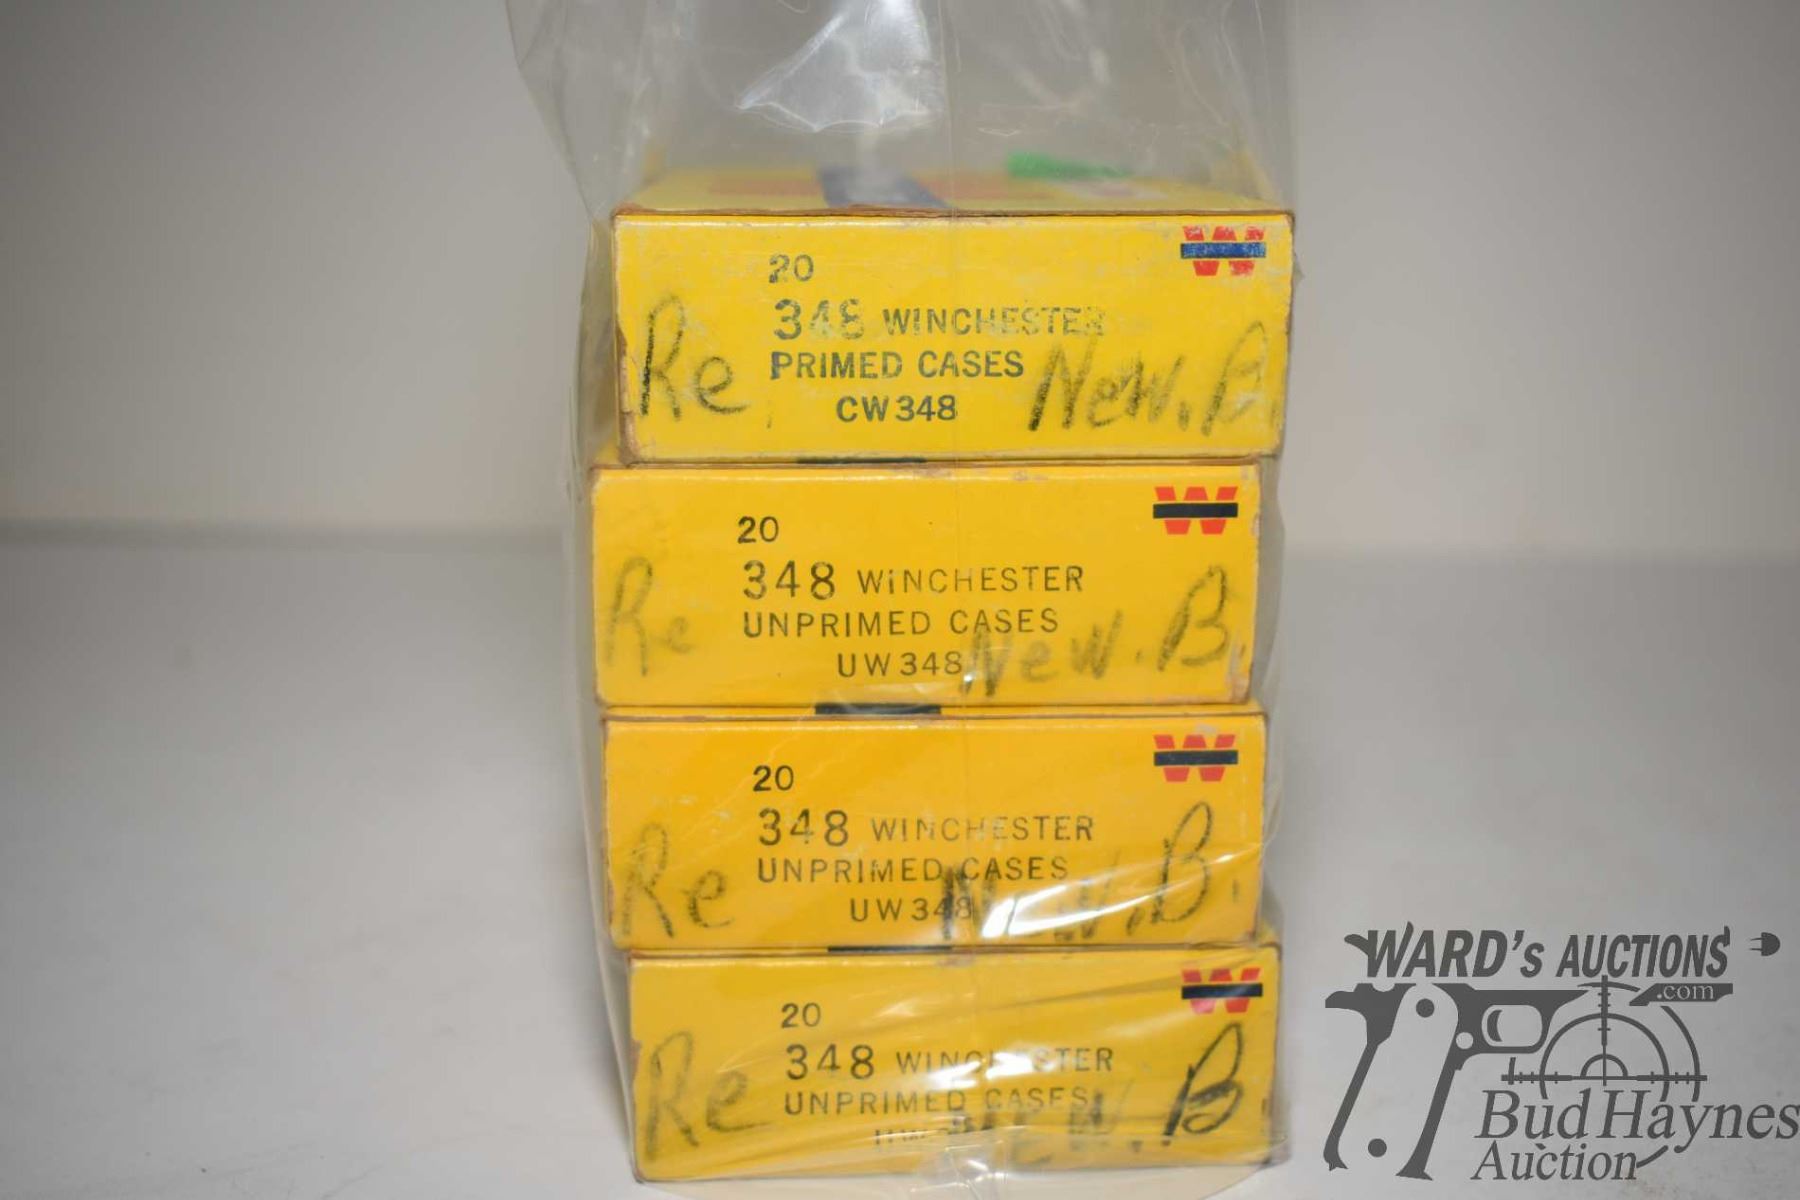 20
348 WINCHESTER
PRIMED CASES
CW348
Re
New. B.
W
20
348 WINCHESTER
UNPRIMED CASES
UW348
Re
New. B.
W
20
348 WINCHESTER
UNPRIMED CASES
UW348
Re
New. B.
W
20
348 WINCHESTER
UNPRIMED CASES
Re
New. B
W
WARD's AUCTIONS
.com
Bud Haynes
Auction